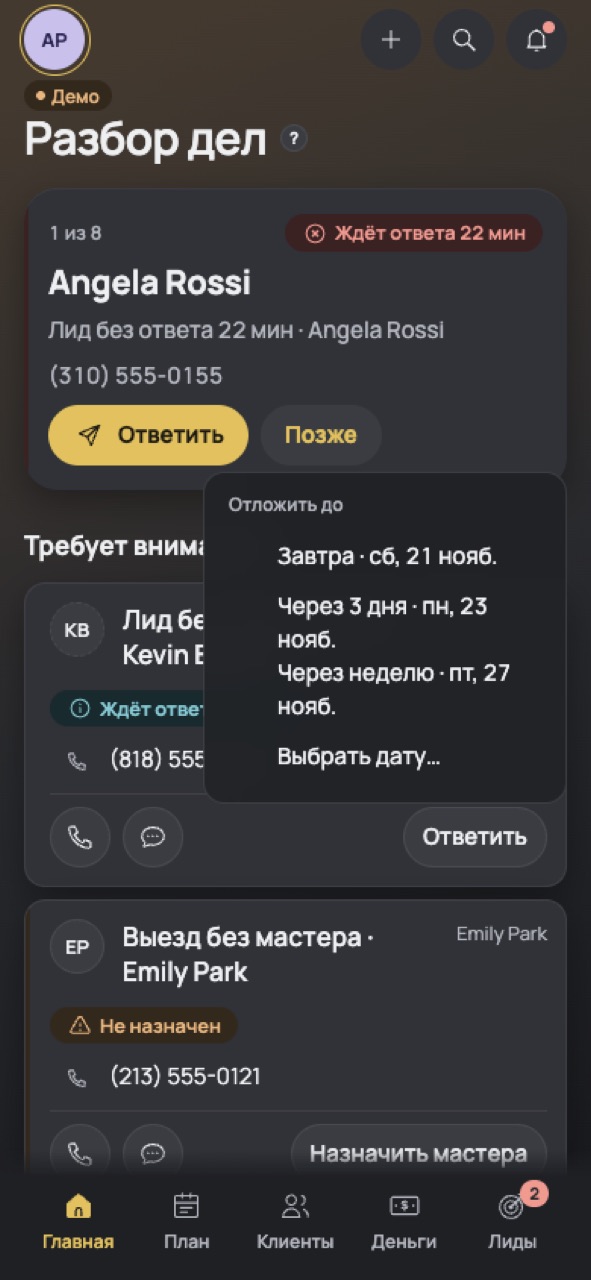 AP
Демо
Разбор дел ?
1 из 8
Ждёт ответа 22 мин
Angela Rossi
Лид без ответа 22 мин · Angela Rossi
(310) 555-0155
Ответить
Позже
Отложить до
Завтра · сб, 21 нояб.
Через 3 дня · пн, 23
нояб.
Через неделю · пт, 27
нояб.
Выбрать дату...
Требует
KB
Лид
Kevin
Ждёт
(818) 555
Ответить
EP
Выезд без мастера ·
Emily Park
Emily Park
Не назначен
(213) 555-0121
Назначить мастера
Главная
План
Клиенты
$
Деньги
2
Лиды